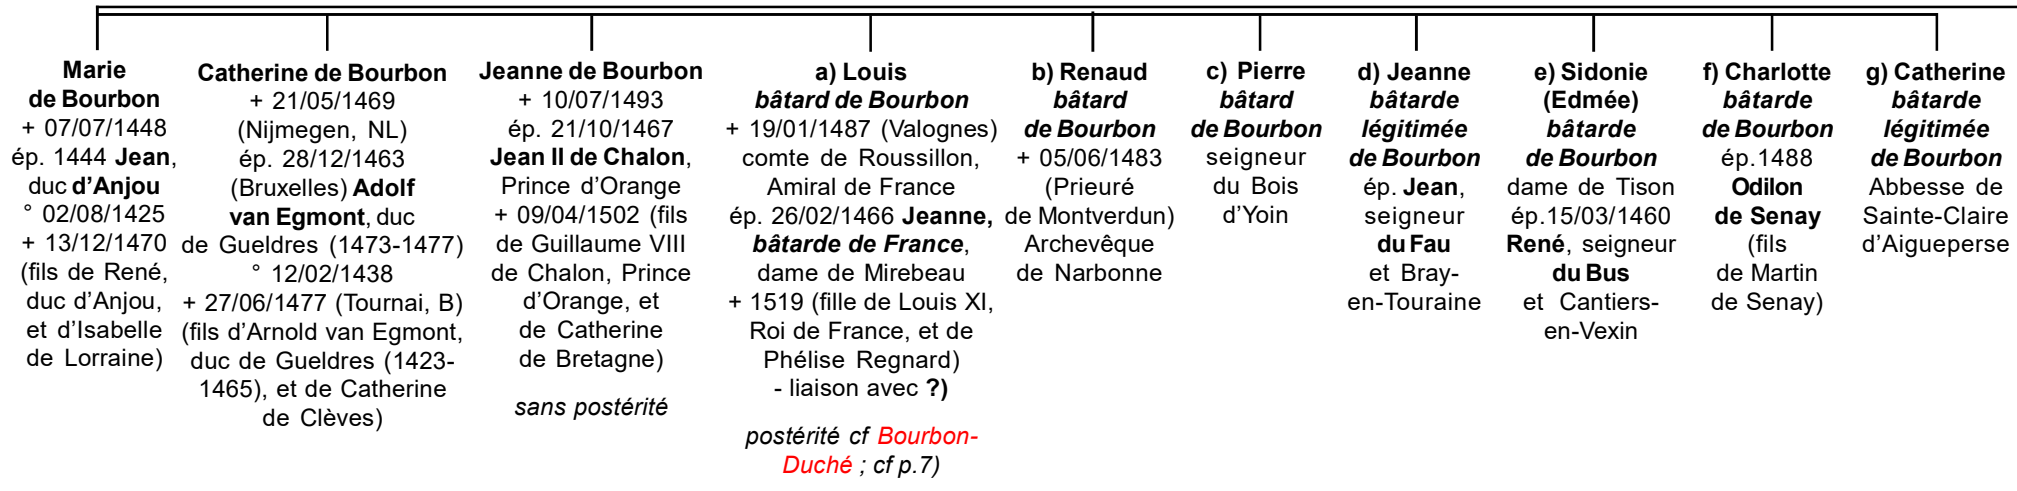 Marie
de Bourbon
+ 07/07/1448
ép. 1444 Jean,
duc d’Anjou
° 02/08/1425
+ 13/12/1470
(fils de René,
duc d’Anjou,
et d’Isabelle
de Lorraine)
Catherine de Bourbon
+ 21/05/1469
(Nijmegen, NL)
ép. 28/12/1463
(Bruxelles) Adolf
van Egmont, duc
de Gueldres (1473-1477)
° 12/02/1438
+ 27/06/1477 (Tournai, B)
(fils d’Arnold van Egmont,
duc de Gueldres (1423-
1465), et de Catherine
de Clèves)
Jeanne de Bourbon
+ 10/07/1493
ép. 21/10/1467
Jean II de Chalon,
Prince d’Orange
+ 09/04/1502 (fils
de Guillaume VIII
de Chalon, Prince
d’Orange, et
de Catherine
de Bretagne)
sans postérité
a) Louis
bâtard de Bourbon
+ 19/01/1487 (Valognes)
comte de Roussillon,
Amiral de France
ép. 26/02/1466 Jeanne,
bâtarde de France,
dame de Mirebeau
+ 1519 (fille de Louis XI,
Roi de France, et de
Phélise Regnard)
- liaison avec ?)
postérité cf Bourbon-
Duché ; cf p.7)
b) Renaud
bâtard
de Bourbon
+ 05/06/1483
(Prieuré
de Montverdun)
Archevêque
de Narbonne
c) Pierre
bâtard
de Bourbon
seigneur
du Bois
d’Yoin
d) Jeanne
bâtarde
légitimée
de Bourbon
ép. Jean,
seigneur
du Fau
et Bray-
en-Touraine
e) Sidonie
(Edmée)
bâtarde
de Bourbon
dame de Tison
ép.15/03/1460
René, seigneur
du Bus
et Cantiers-
en-Vexin
f) Charlotte
bâtarde
de Bourbon
ép.1488
Odilon
de Senay
(fils
de Martin
de Senay)
g) Catherine
bâtarde
légitimée
de Bourbon
Abbesse de
Sainte-Claire
d’Aigueperse